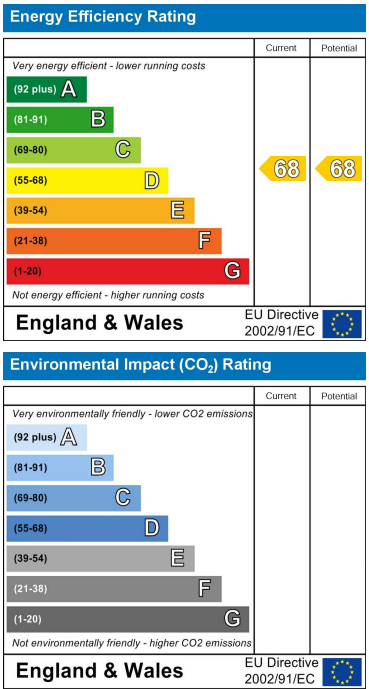 Energy Efficiency Rating
Current Potential
Very energy efficient - lower running costs
(92 plus) A
(81-91) B
(69-80) C
(55-68) D
68 68
(39-54) E
(21-38) F
(1-20) G
Not energy efficient - higher running costs
England & Wales
EU Directive
2002/91/EC
Environmental Impact (CO₂) Rating
Current Potential
Very environmentally friendly - lower CO2 emissions
(92 plus) A
(81-91) B
(69-80) C
(55-68) D
(39-54) E
(21-38) F
(1-20) G
Not environmentally friendly - higher CO2 emissions
England & Wales
EU Directive
2002/91/EC